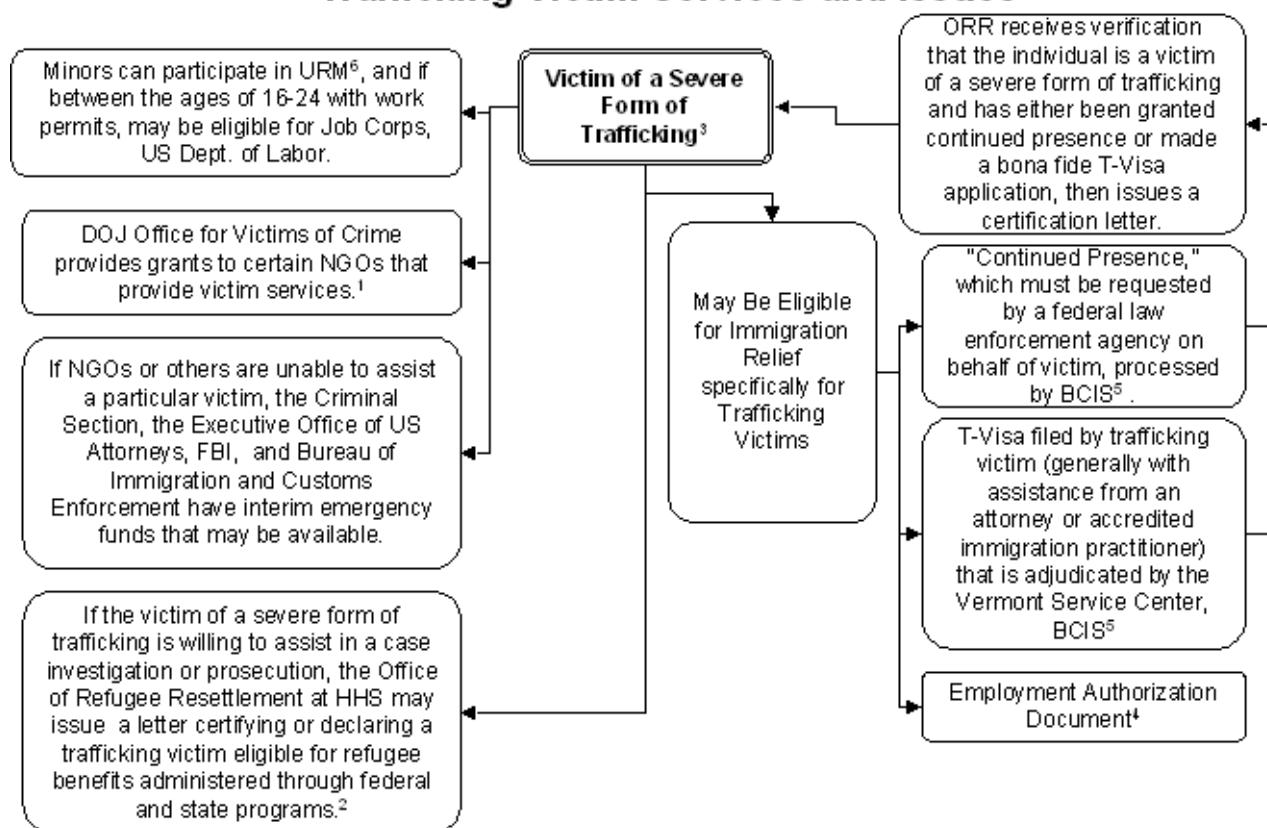 Trafficking Victim Services and Issues
Minors can participate in URM⁶, and if
between the ages of 16-24 with work
permits, may be eligible for Job Corps,
US Dept. of Labor.
DOJ Office for Victims of Crime
provides grants to certain NGOs that
provide victim services.¹
If NGOs or others are unable to assist
a particular victim, the Criminal
Section, the Executive Office of US
Attorneys, FBI, and Bureau of
Immigration and Customs
Enforcement have interim emergency
funds that may be available.
If the victim of a severe form of
trafficking is willing to assist in a case
investigation or prosecution, the Office
of Refugee Resettlement at HHS may
issue a letter certifying or declaring a
trafficking victim eligible for refugee
benefits administered through federal
and state programs.²
Victim of a Severe
Form of
Trafficking³
May Be Eligible
for Immigration
Relief
specifically for
Trafficking
Victims
ORR receives verification
that the individual is a victim
of a severe form of trafficking
and has either been granted
continued presence or made
a bona fide T-Visa
application, then issues a
certification letter.
"Continued Presence,"
which must be requested
by a federal law
enforcement agency on
behalf of victim, processed
by BCIS⁵ .
T-Visa filed by trafficking
victim (generally with
assistance from an
attorney or accredited
immigration practitioner)
that is adjudicated by the
Vermont Service Center,
BCIS⁵
Employment Authorization
Document⁴